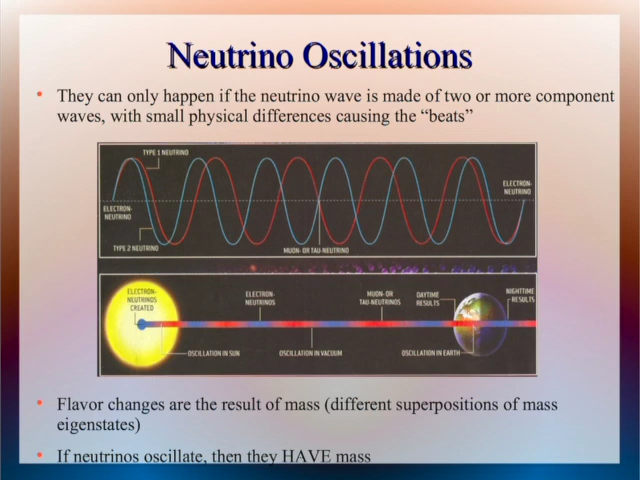 Neutrino Oscillations
• They can only happen if the neutrino wave is made of two or more component
waves, with small physical differences causing the “beats”
TYPE 1 NEUTRINO
ELECTRON-
NEUTRINO
ELECTRON-
NEUTRINO
TYPE 2 NEUTRINO
MUON- OR TAU-NEUTRINO
ELECTRON-
NEUTRINOS
CREATED
ELECTRON-
NEUTRINOS
MUON- OR
TAU-NEUTRINOS
DAYTIME
RESULTS
NIGHTTIME
RESULTS
OSCILLATION IN SUN
OSCILLATION IN VACUUM
OSCILLATION IN EARTH
• Flavor changes are the result of mass (different superpositions of mass
eigenstates)
• If neutrinos oscillate, then they HAVE mass